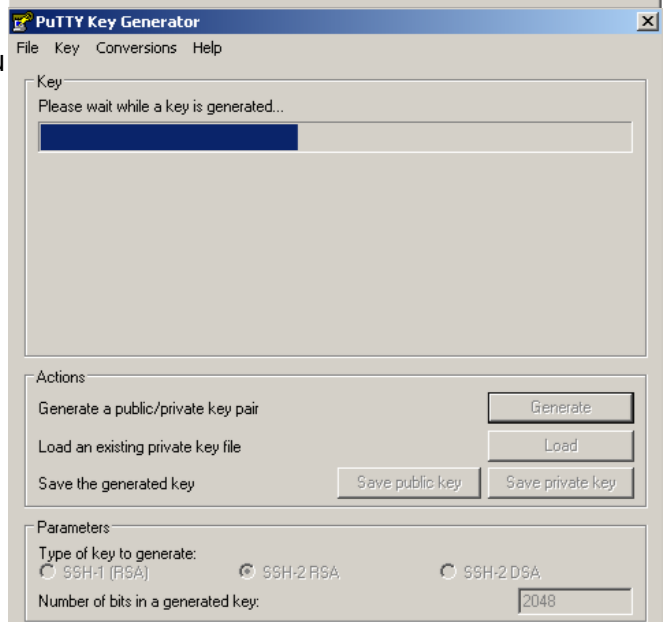 PuTTY Key Generator
File Key Conversions Help
Key
Please wait while a key is generated...
Actions
Generate a public/private key pair
Generate
Load an existing private key file
Load
Save the generated key
Save public key
Save private key
Parameters
Type of key to generate:
SSH-1 (RSA) SSH-2 RSA SSH-2 DSA
Number of bits in a generated key:
2048